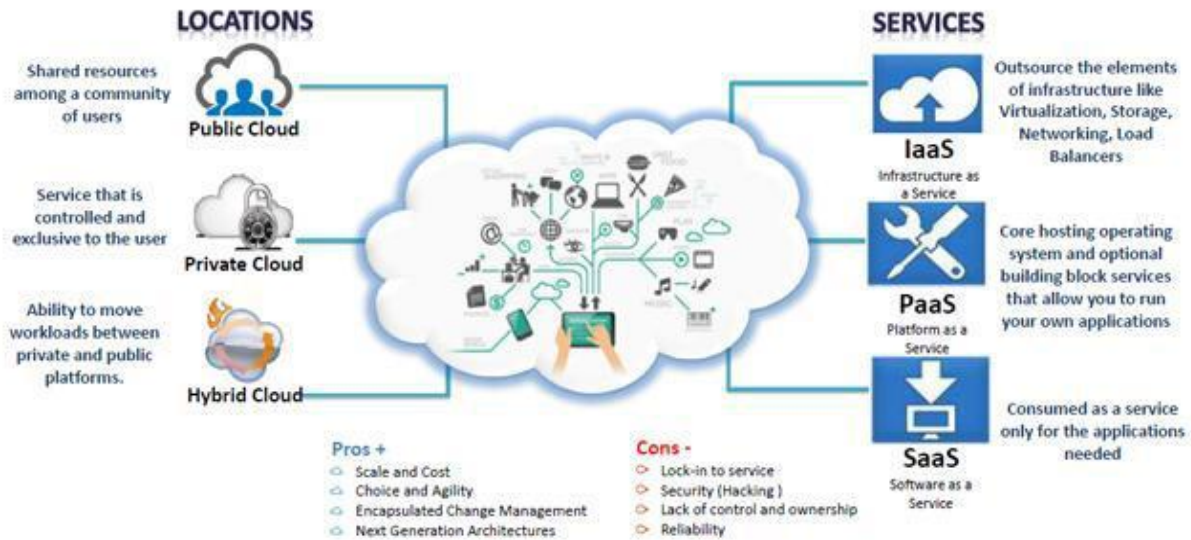 LOCATIONS
Shared resources
among a community
of users
Public Cloud
Service that is
controlled and
exclusive to the user
Private Cloud
Ability to move
workloads between
private and public
platforms.
Hybrid Cloud
SERVICES
IaaS
Infrastructure as
a Service
Outsource the elements
of infrastructure like
Virtualization, Storage,
Networking, Load
Balancers
PaaS
Platform as a
Service
Core hosting operating
system and optional
building block services
that allow you to run
your own applications
SaaS
Software as a
Service
Consumed as a service
only for the applications
needed
FOOD
PLAY
MUSIC
Pros +
Scale and Cost
Choice and Agility
Encapsulated Change Management
Next Generation Architectures
Cons -
Lock-in to service
Security (Hacking )
Lack of control and ownership
Reliability